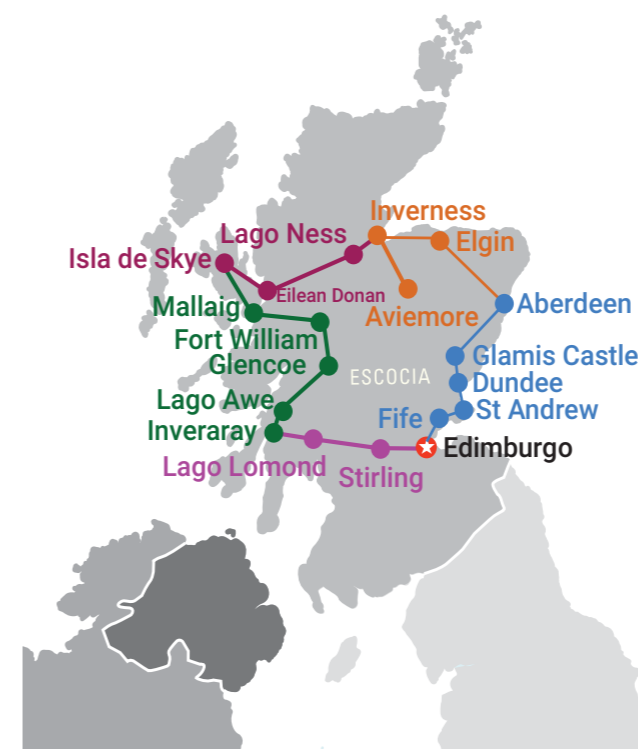 Inverness
Lago Ness
Elgin
Isla de Skye
Eilean Donan
Mallaig
Aviemore
Aberdeen
Fort William
Glencoe
Glamis Castle
ESCOCIA
Dundee
Lago Awe
St Andrew
Fife
Inveraray
Edimburgo
Lago Lomond
Stirling